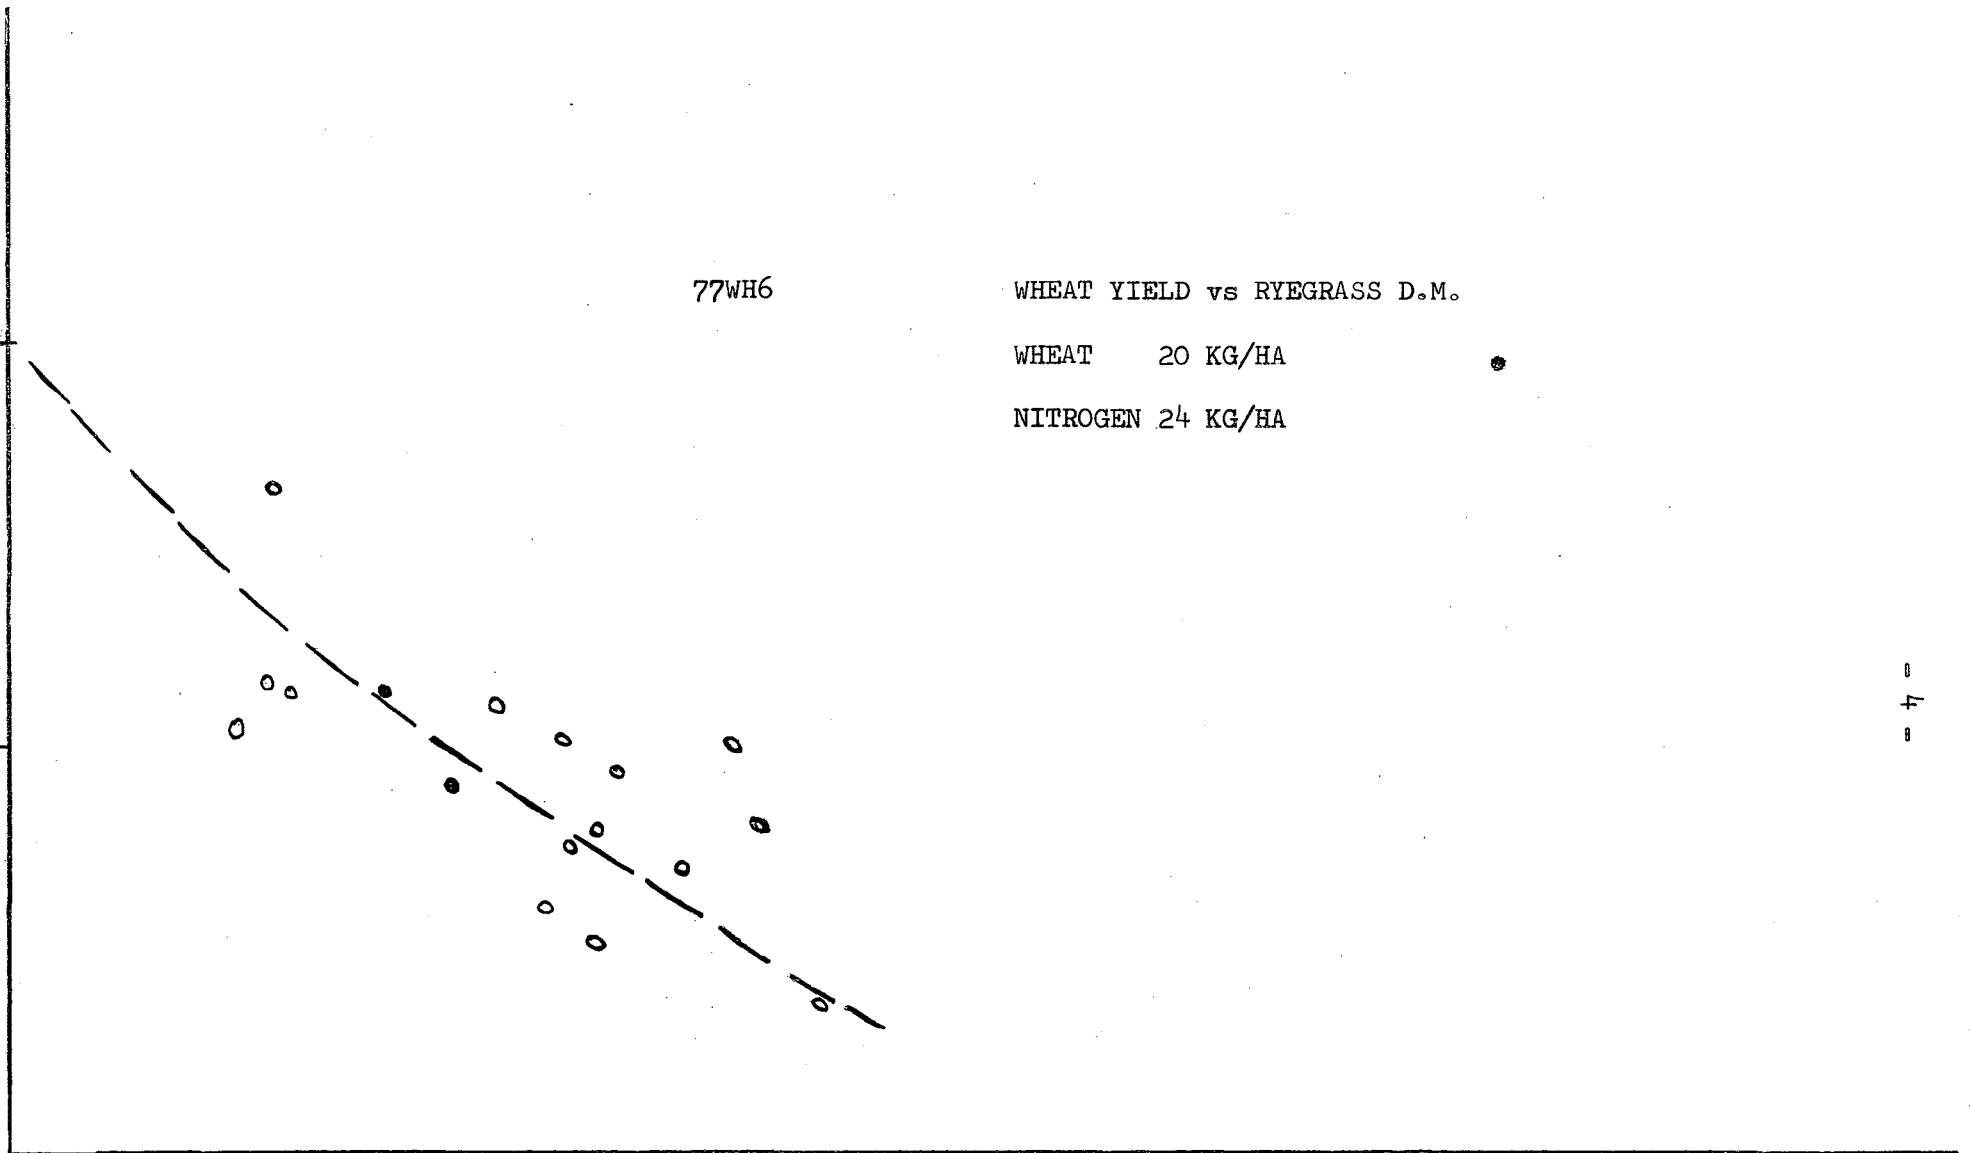 77WH6 WHEAT YIELD vs RYEGRASS D.M.
WHEAT 20 KG/HA
NITROGEN 24 KG/HA
- 4 -